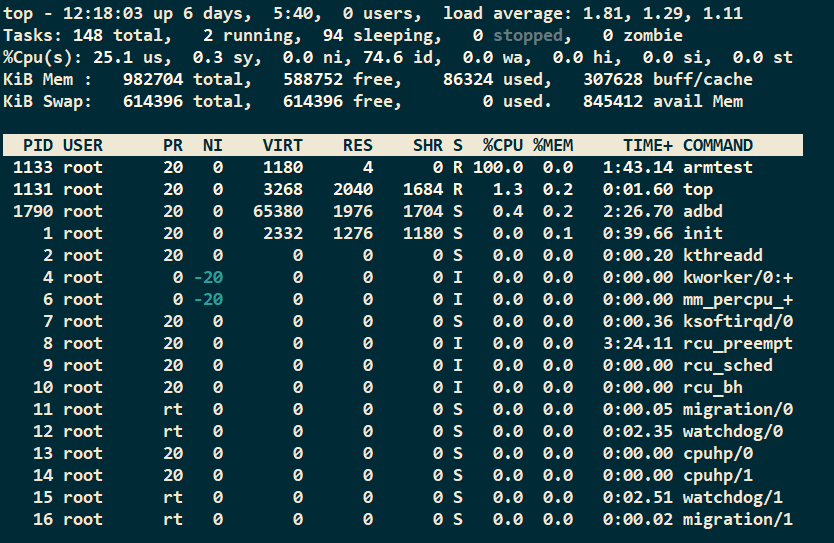 top - 12:18:03 up 6 days,  5:40,  0 users,  load average: 1.81, 1.29, 1.11
Tasks: 148 total,   2 running,  94 sleeping,   0 stopped,   0 zombie
%Cpu(s): 25.1 us,  0.3 sy,  0.0 ni, 74.6 id,  0.0 wa,  0.0 hi,  0.0 si,  0.0 st
KiB Mem :   982704 total,   588752 free,    86324 used,   307628 buff/cache
KiB Swap:   614396 total,   614396 free,        0 used.   845412 avail Mem
PID USER      PR  NI    VIRT    RES    SHR S  %CPU %MEM     TIME+ COMMAND
1133 root      20   0    1180      4      0 R 100.0  0.0   1:43.14 armtest
1131 root      20   0    3268   2040   1684 R   1.3  0.2   0:01.60 top
1790 root      20   0   65380   1976   1704 S   0.4  0.2   2:26.70 adbd
1 root      20   0    2332   1276   1180 S   0.0  0.1   0:39.66 init
2 root      20   0       0      0      0 S   0.0  0.0   0:00.20 kthreadd
4 root       0 -20       0      0      0 I   0.0  0.0   0:00.00 kworker/0:+
6 root       0 -20       0      0      0 I   0.0  0.0   0:00.00 mm_percpu_+
7 root      20   0       0      0      0 S   0.0  0.0   0:00.36 ksoftirqd/0
8 root      20   0       0      0      0 I   0.0  0.0   3:24.11 rcu_preempt
9 root      20   0       0      0      0 I   0.0  0.0   0:00.00 rcu_sched
10 root      20   0       0      0      0 I   0.0  0.0   0:00.00 rcu_bh
11 root      rt   0       0      0      0 S   0.0  0.0   0:00.05 migration/0
12 root      rt   0       0      0      0 S   0.0  0.0   0:02.35 watchdog/0
13 root      20   0       0      0      0 S   0.0  0.0   0:00.00 cpuhp/0
14 root      20   0       0      0      0 S   0.0  0.0   0:00.00 cpuhp/1
15 root      rt   0       0      0      0 S   0.0  0.0   0:02.51 watchdog/1
16 root      rt   0       0      0      0 S   0.0  0.0   0:00.02 migration/1